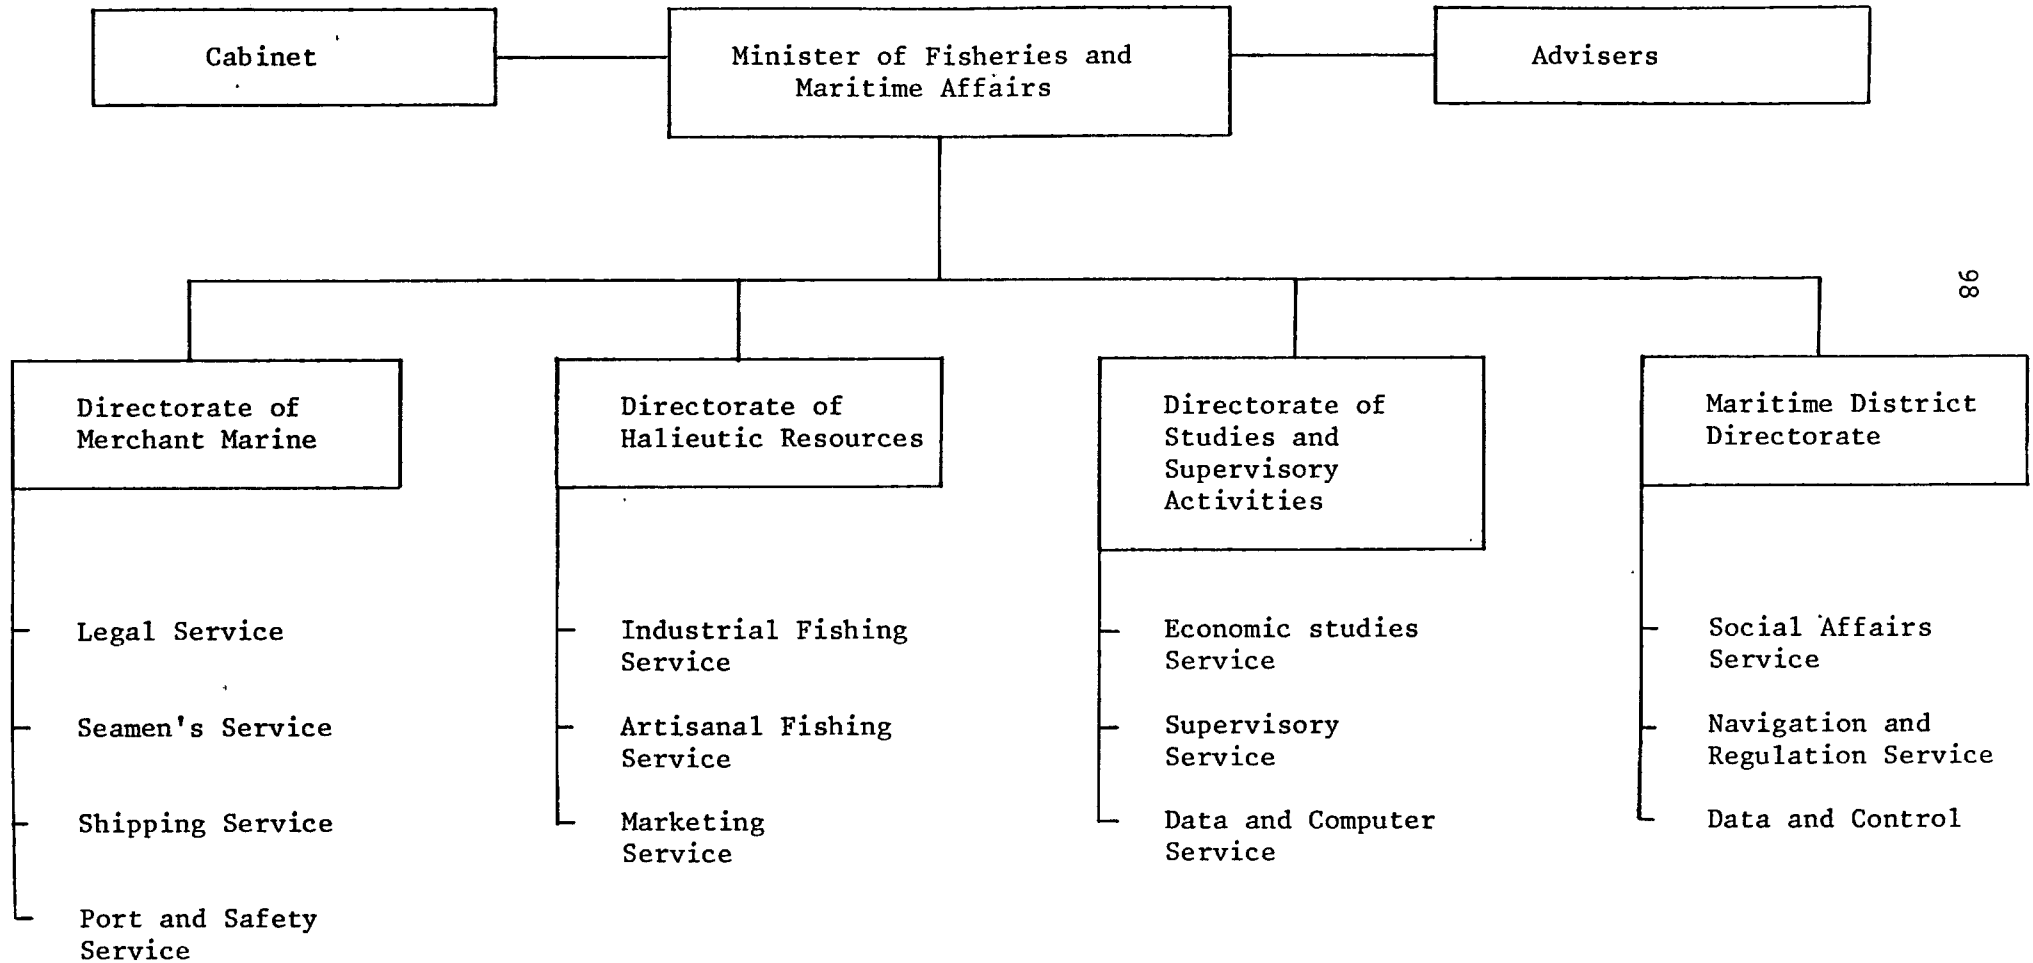 Cabinet
Minister of Fisheries and
Maritime Affairs
Advisers
98
Directorate of
Merchant Marine
Legal Service
Seamen's Service
Shipping Service
Port and Safety
Service
Directorate of
Halieutic Resources
Industrial Fishing
Service
Artisanal Fishing
Service
Marketing
Service
Directorate of
Studies and
Supervisory
Activities
Economic studies
Service
Supervisory
Service
Data and Computer
Service
Maritime District
Directorate
Social Affairs
Service
Navigation and
Regulation Service
Data and Control